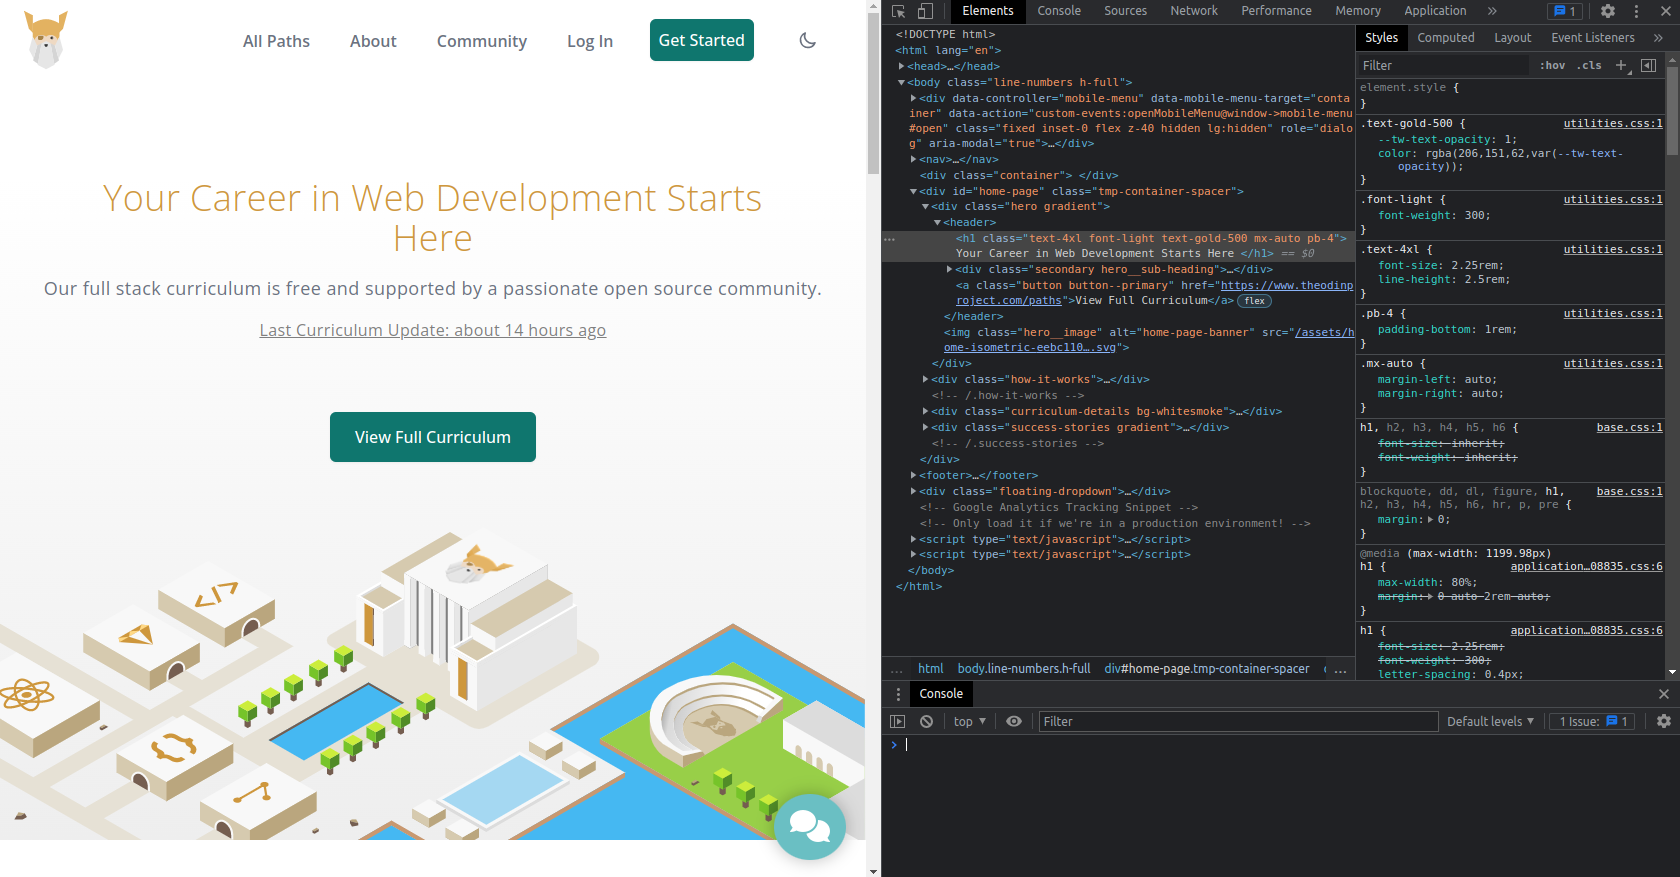 All Paths
About
Community
Log In
Get Started
Your Career in Web Development Starts
Here
Our full stack curriculum is free and supported by a passionate open source community.
Last Curriculum Update: about 14 hours ago
View Full Curriculum
Elements
Console
Sources
Network
Performance
Memory
Application
»
1
<!DOCTYPE html>
<html lang="en">
<head>…</head>
<body class="line-numbers h-full">
<div data-controller="mobile-menu" data-mobile-menu-target="conta
iner" data-action="custom-events:openMobileMenu@window->mobile-menu
#open" class="fixed inset-0 flex z-40 hidden lg:hidden" role="dialo
g" aria-modal="true">…</div>
<nav>…</nav>
<div class="container"> </div>
<div id="home-page" class="tmp-container-spacer">
<div class="hero gradient">
<header>
… <h1 class="text-4xl font-light text-gold-500 mx-auto pb-4">
Your Career in Web Development Starts Here </h1> == $0
<div class="secondary hero__sub-heading">…</div>
<a class="button button--primary" href="https://www.theodinp
roject.com/paths">View Full Curriculum</a> flex
</header>
<img class="hero__image" alt="home-page-banner" src="/assets/h
ome-isometric-eebc110….svg">
</div>
<div class="how-it-works">…</div>
<!-- /.how-it-works -->
<div class="curriculum-details bg-whitesmoke">…</div>
<div class="success-stories gradient">…</div>
<!-- /.success-stories -->
</div>
<footer>…</footer>
<div class="floating-dropdown">…</div>
<!-- Google Analytics Tracking Snippet -->
<!-- Only load it if we're in a production environment! -->
<script type="text/javascript">…</script>
<script type="text/javascript">…</script>
</body>
</html>
... html body.line-numbers.h-full div#home-page.tmp-container-spacer ...
Styles
Computed
Layout
Event Listeners
»
Filter
:hov .cls +
element.style {
}
.text-gold-500 { utilities.css:1
--tw-text-opacity: 1;
color: rgba(206,151,62,var(--tw-text-
opacity));
}
.font-light { utilities.css:1
font-weight: 300;
}
.text-4xl { utilities.css:1
font-size: 2.25rem;
line-height: 2.5rem;
}
.pb-4 { utilities.css:1
padding-bottom: 1rem;
}
.mx-auto { utilities.css:1
margin-left: auto;
margin-right: auto;
}
h1, h2, h3, h4, h5, h6 { base.css:1
font-size: inherit;
font-weight: inherit;
}
blockquote, dd, dl, figure, h1, base.css:1
h2, h3, h4, h5, h6, hr, p, pre {
margin: 0;
}
@media (max-width: 1199.98px)
h1 { application…08835.css:6
max-width: 80%;
margin: 0 auto 2rem auto;
}
h1 { application…08835.css:6
font-size: 2.25rem;
font-weight: 300;
letter-spacing: 0.4px;
Console
top
Filter
Default levels
1 Issue: 1
>